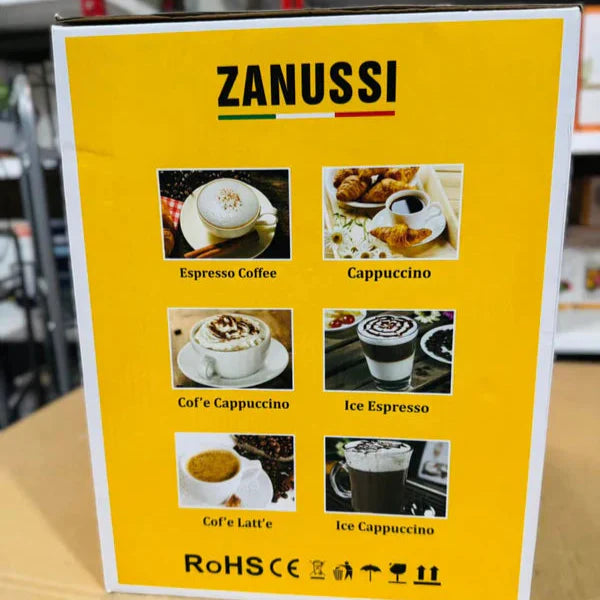 ZANUSSI
Espresso Coffee
Cappuccino
Cof'e Cappuccino
Ice Espresso
Cof'e Latt'e
Ice Cappuccino
RoHS CE